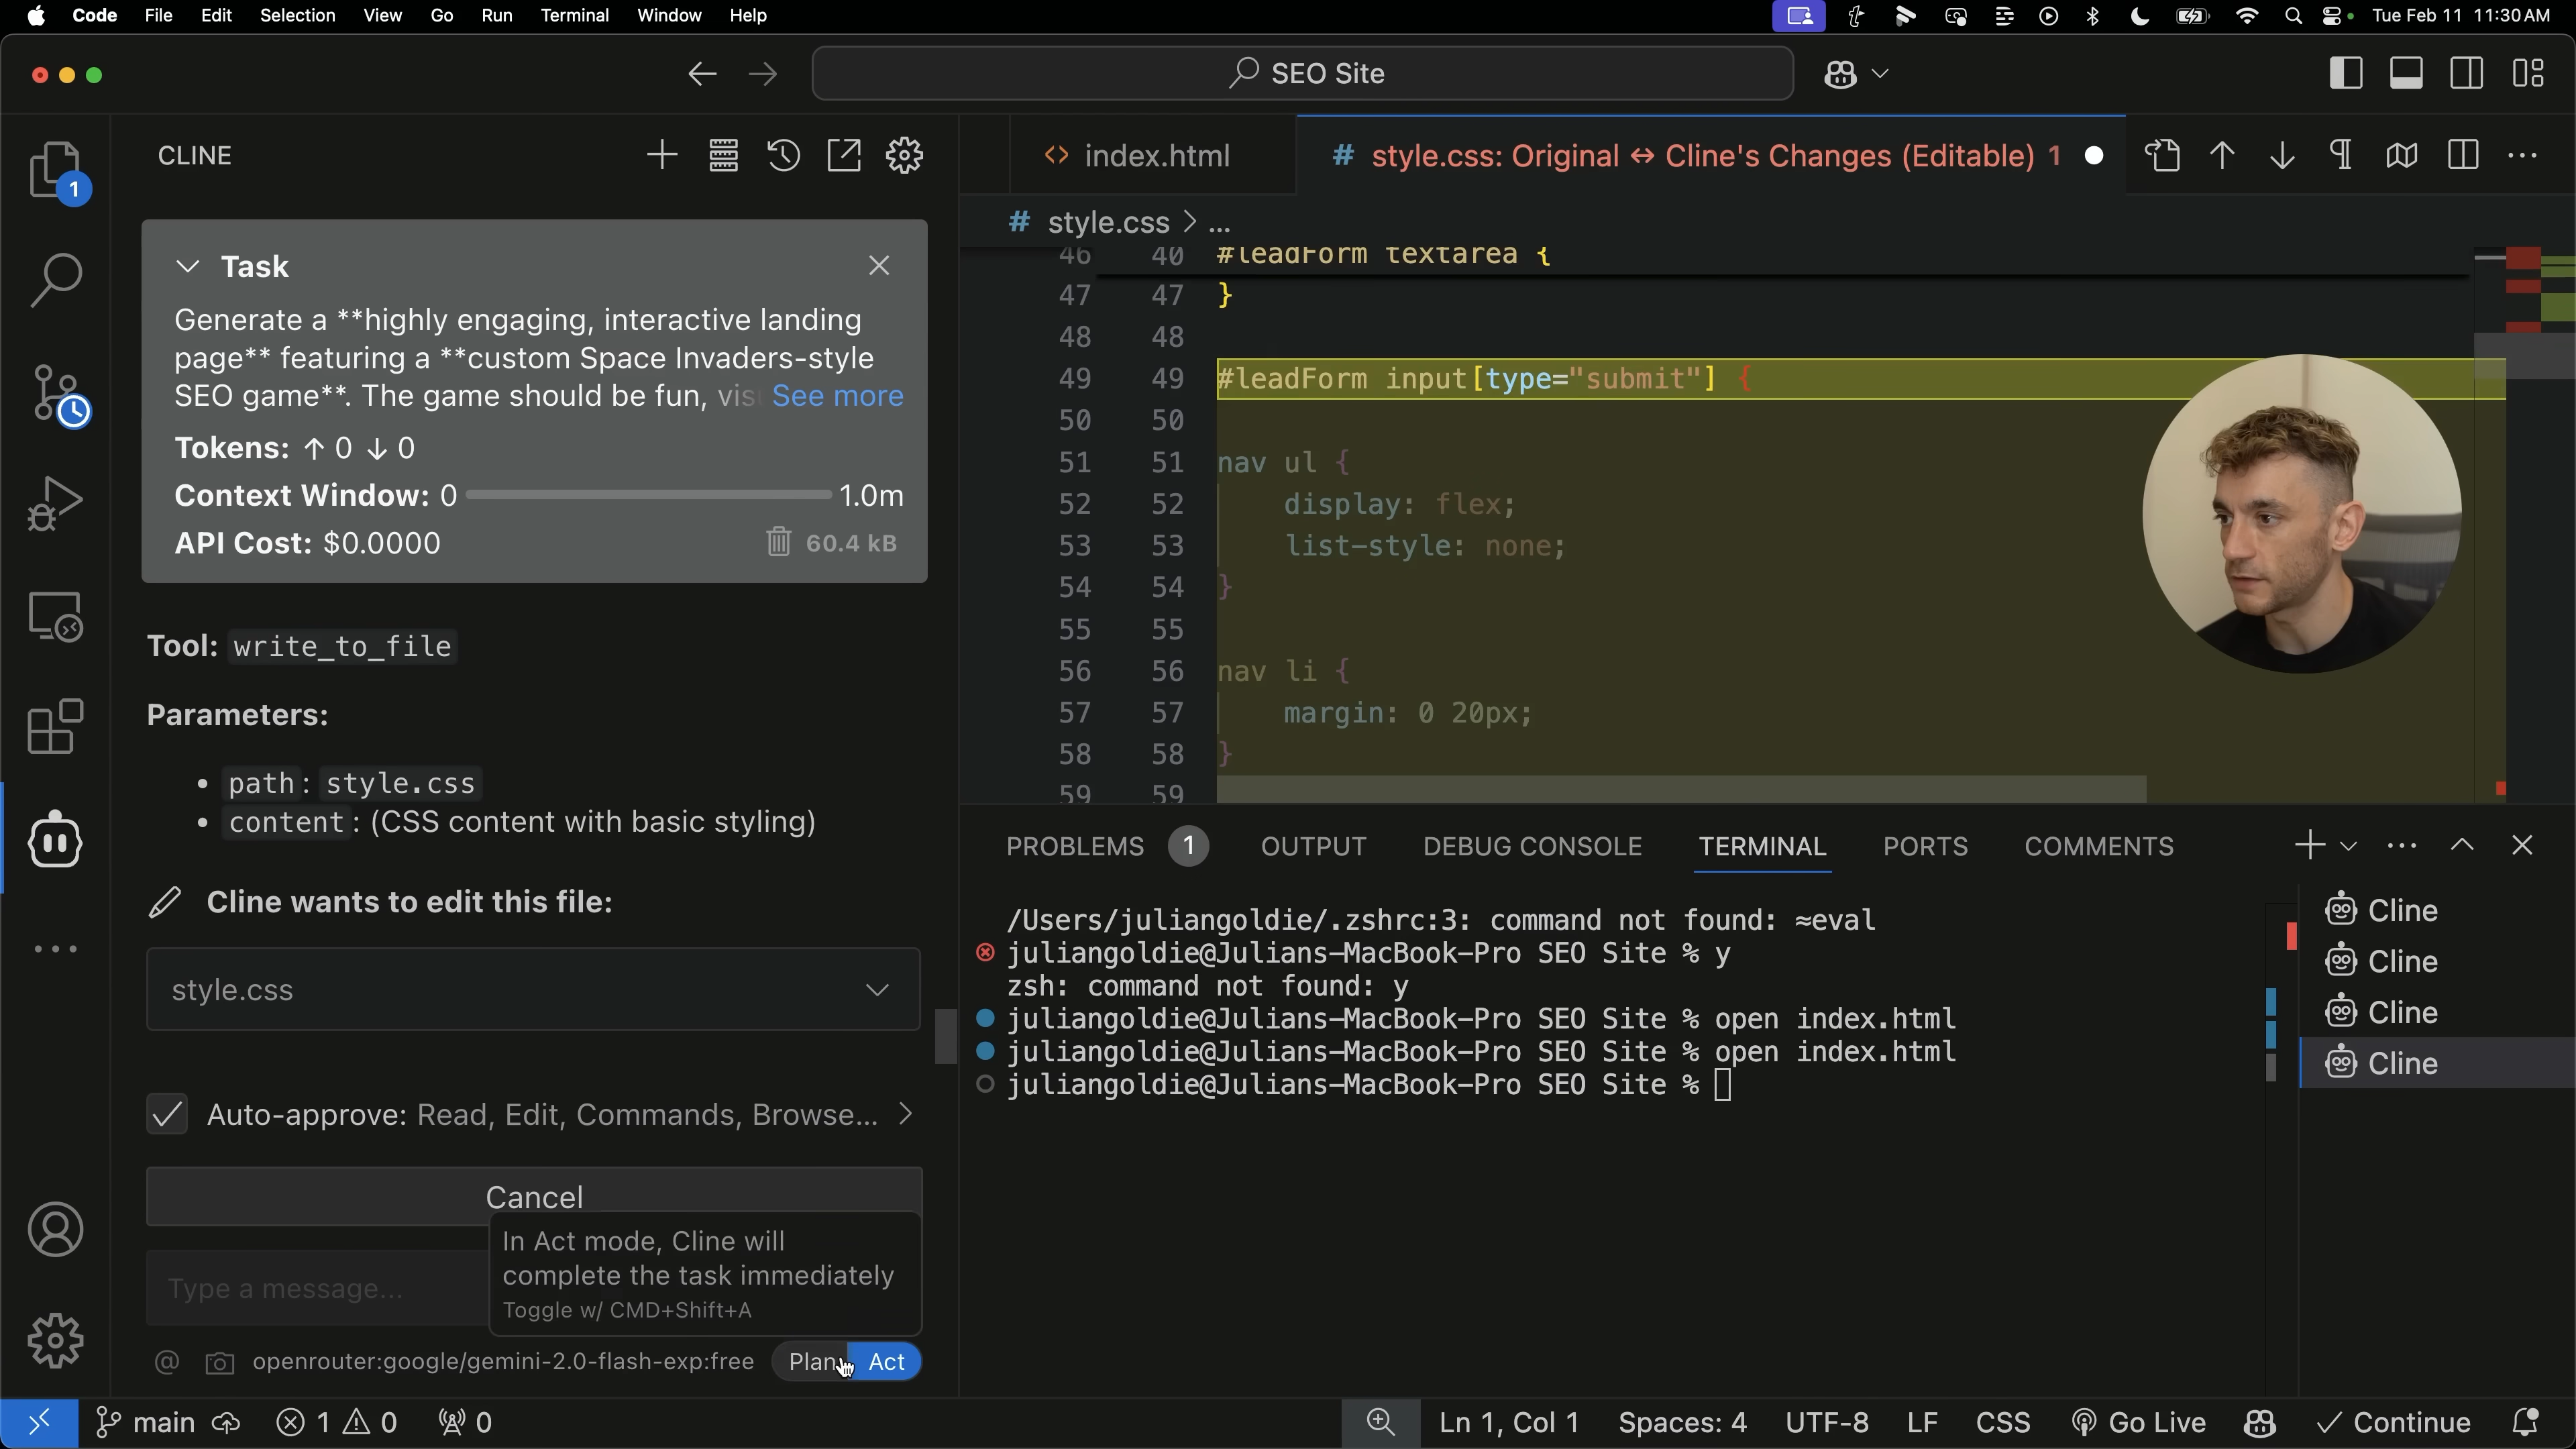 Code File Edit Selection View Go Run Terminal Window Help
Tue Feb 11 11:30 AM
SEO Site
CLINE
1
Task
Generate a **highly engaging, interactive landing
page** featuring a **custom Space Invaders-style
SEO game**. The game should be fun, vis See more
Tokens: ↑ 0 ↓ 0
Context Window: 0 1.0m
API Cost: $0.0000 60.4 kB
Tool: write_to_file
Parameters:
• path: style.css
• content: (CSS content with basic styling)
Cline wants to edit this file:
style.css
Auto-approve: Read, Edit, Commands, Browse...
Cancel
In Act mode, Cline will
complete the task immediately
Toggle w/ CMD+Shift+A
Type a message...
@ openrouter:google/gemini-2.0-flash-exp:free Plan Act
index.html
# style.css: Original ↔ Cline's Changes (Editable) 1
# style.css > ...
46 40 #leadForm textarea {
47 47 }
48 48
49 49 #leadForm input[type="submit"] {
50 50
51 51 nav ul {
52 52 display: flex;
53 53 list-style: none;
54 54 }
55 55
56 56 nav li {
57 57 margin: 0 20px;
58 58 }
59 59
PROBLEMS 1 OUTPUT DEBUG CONSOLE TERMINAL PORTS COMMENTS
/Users/juliangoldie/.zshrc:3: command not found: ≈eval
juliangoldie@Julians-MacBook-Pro SEO Site % y
zsh: command not found: y
juliangoldie@Julians-MacBook-Pro SEO Site % open index.html
juliangoldie@Julians-MacBook-Pro SEO Site % open index.html
juliangoldie@Julians-MacBook-Pro SEO Site %
Cline
Cline
Cline
Cline
main 1 0 0
Ln 1, Col 1 Spaces: 4 UTF-8 LF CSS Go Live Continue